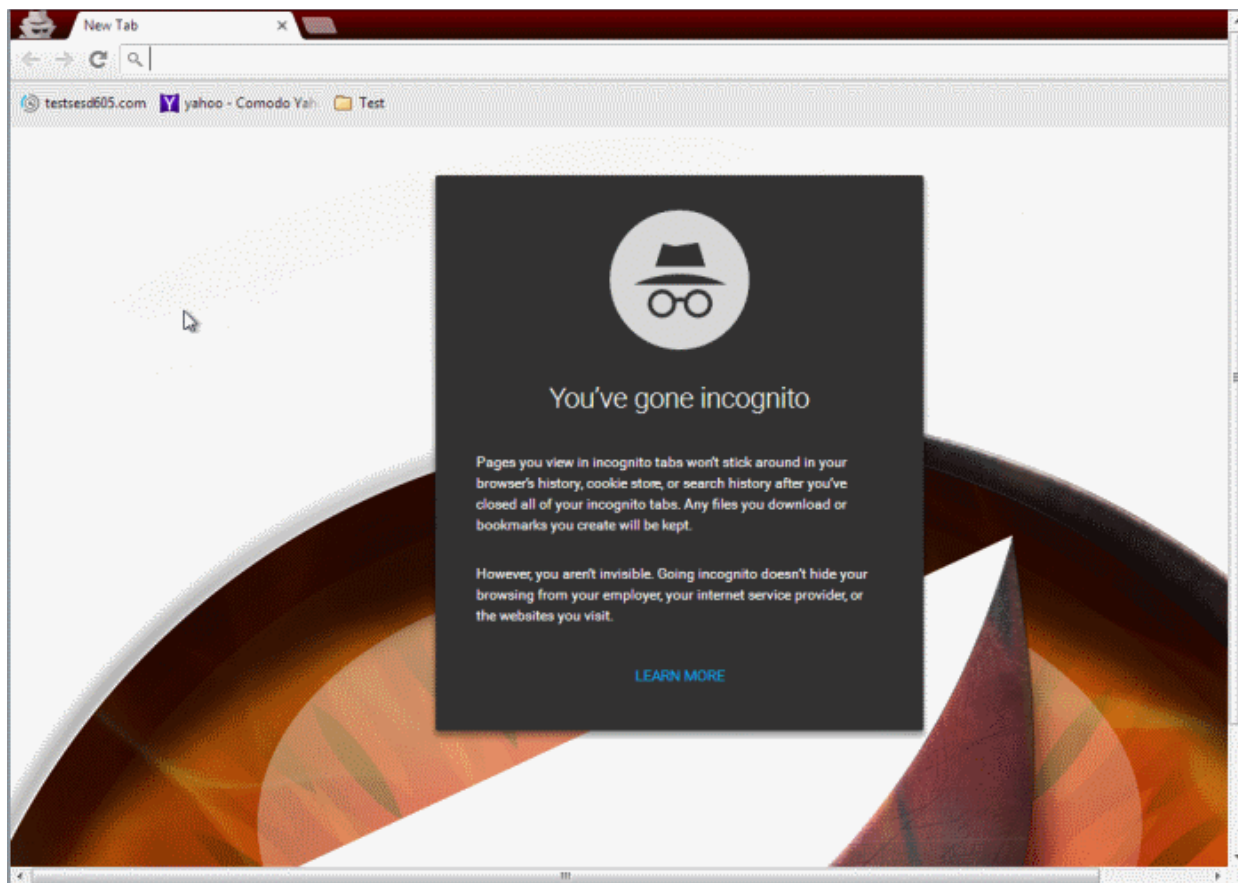 New Tab
testsesd605.com yahoo - Comodo Yah Test
You've gone incognito
Pages you view in incognito tabs won't stick around in your
browser's history, cookie store, or search history after you've
closed all of your incognito tabs. Any files you download or
bookmarks you create will be kept.
However, you aren't invisible. Going incognito doesn't hide your
browsing from your employer, your internet service provider, or
the websites you visit.
LEARN MORE